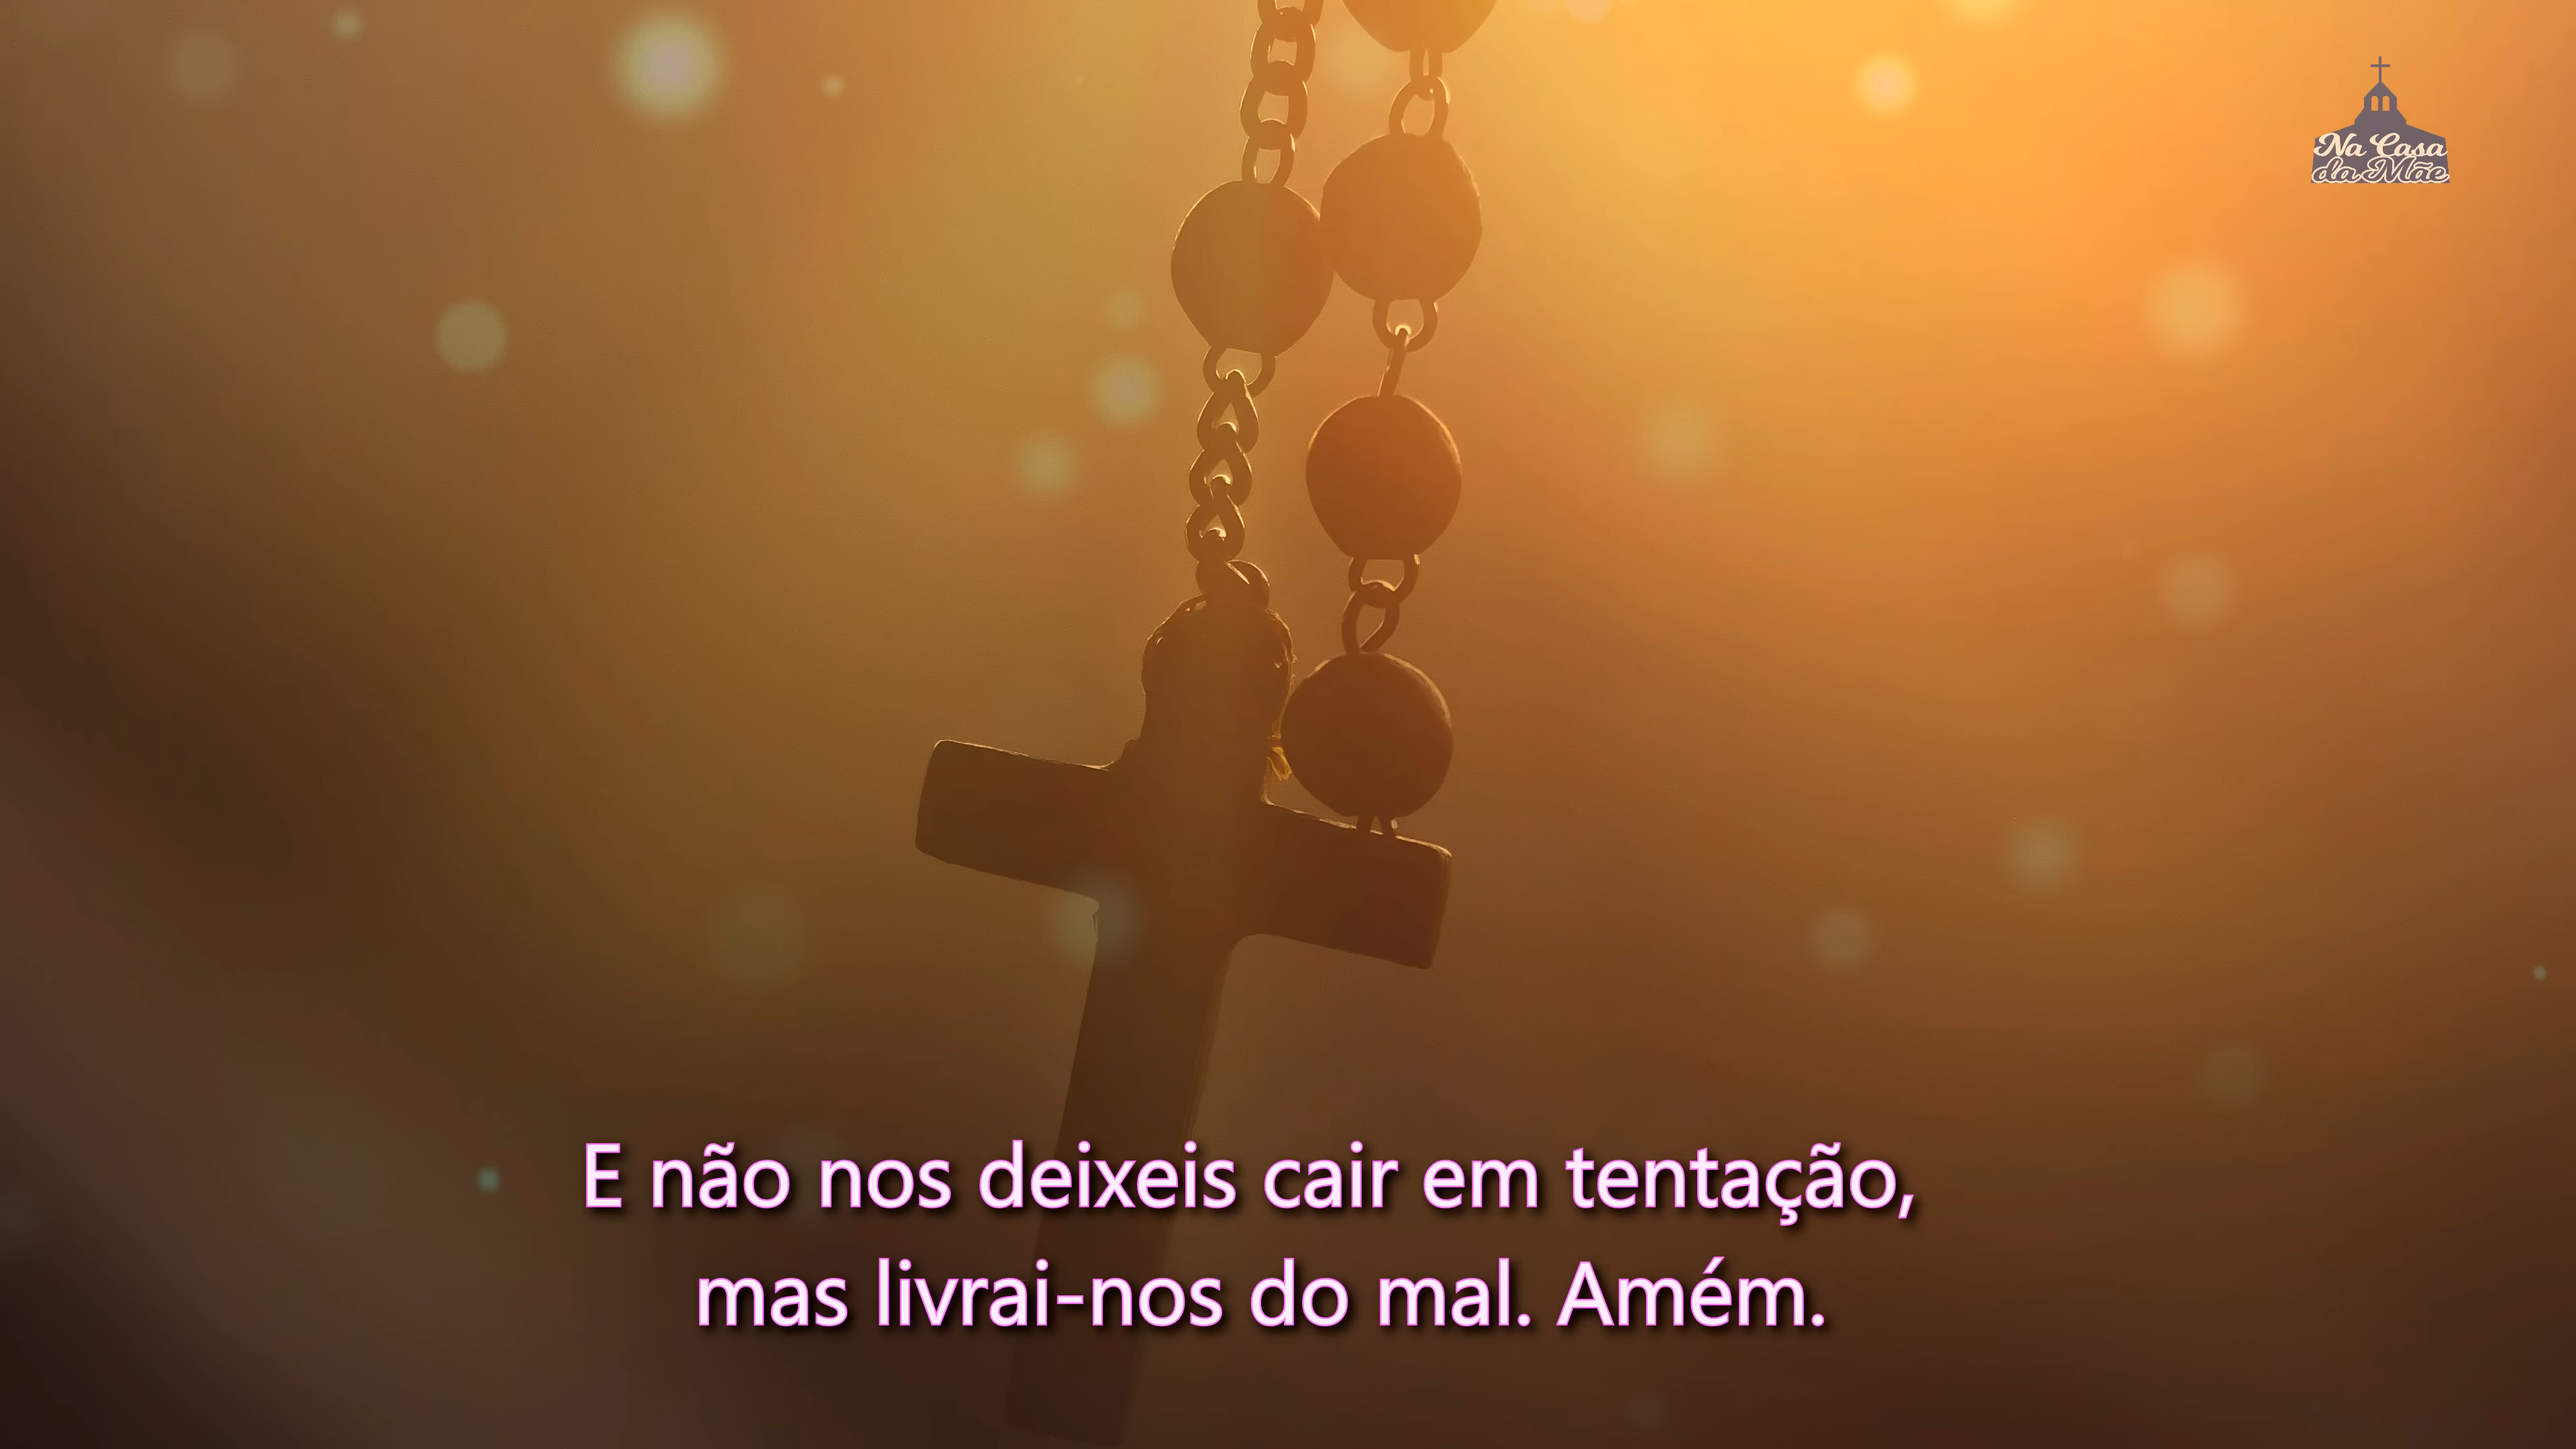 Na Casa
da Mãe
E não nos deixeis cair em tentação,
mas livrai-nos do mal. Amém.